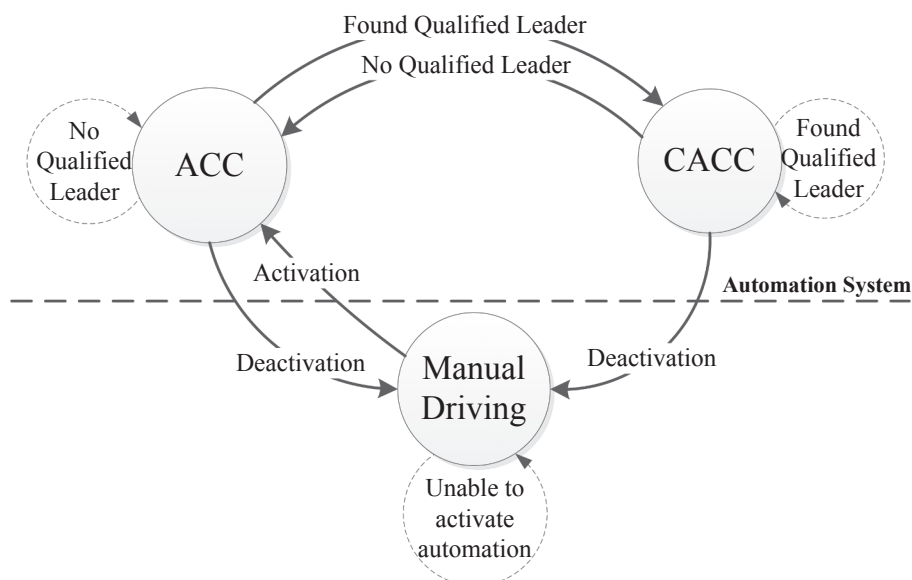 Found Qualified Leader
No Qualified Leader
No
Qualified
Leader
ACC
CACC
Found
Qualified
Leader
Activation
Automation System
Deactivation
Manual
Driving
Deactivation
Unable to
activate
automation